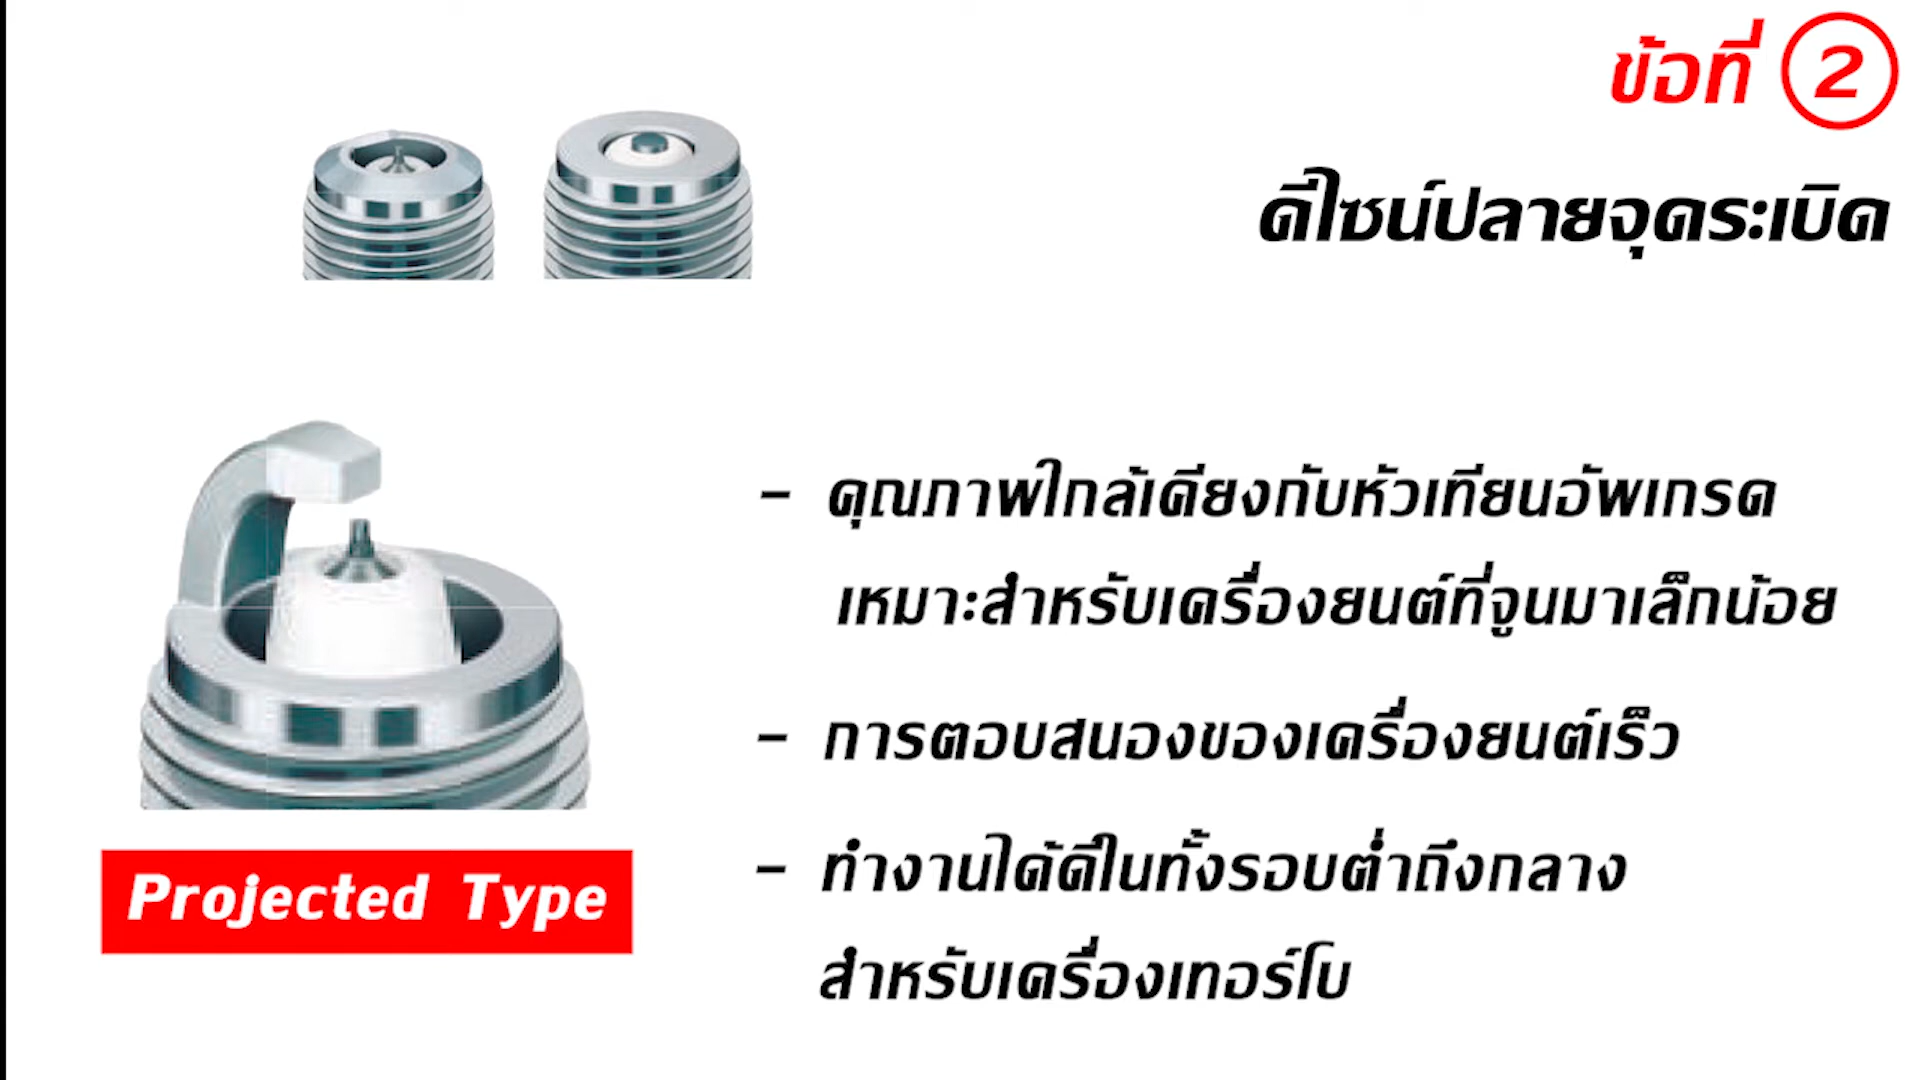 ข้อที่ 2
ดีไซน์ปลายจุดระเบิด
- คุณภาพใกล้เคียงกับหัวเทียนอัพเกรด
เหมาะสำหรับเครื่องยนต์ที่จูนมาเล็กน้อย
- การตอบสนองของเครื่องยนต์เร็ว
- ทำงานได้ดีในทั้งรอบต่ำถึงกลาง
สำหรับเครื่องเทอร์โบ
Projected Type